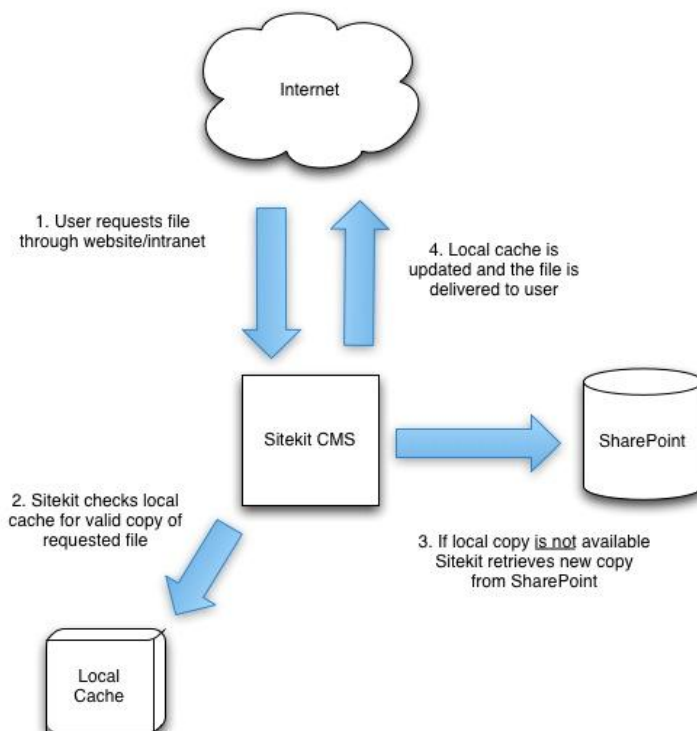 Internet
1. User requests file
through website/intranet
4. Local cache is
updated and the file is
delivered to user
Sitekit CMS
SharePoint
2. Sitekit checks local
cache for valid copy of
requested file
3. If local copy is not available
Sitekit retrieves new copy
from SharePoint
Local
Cache